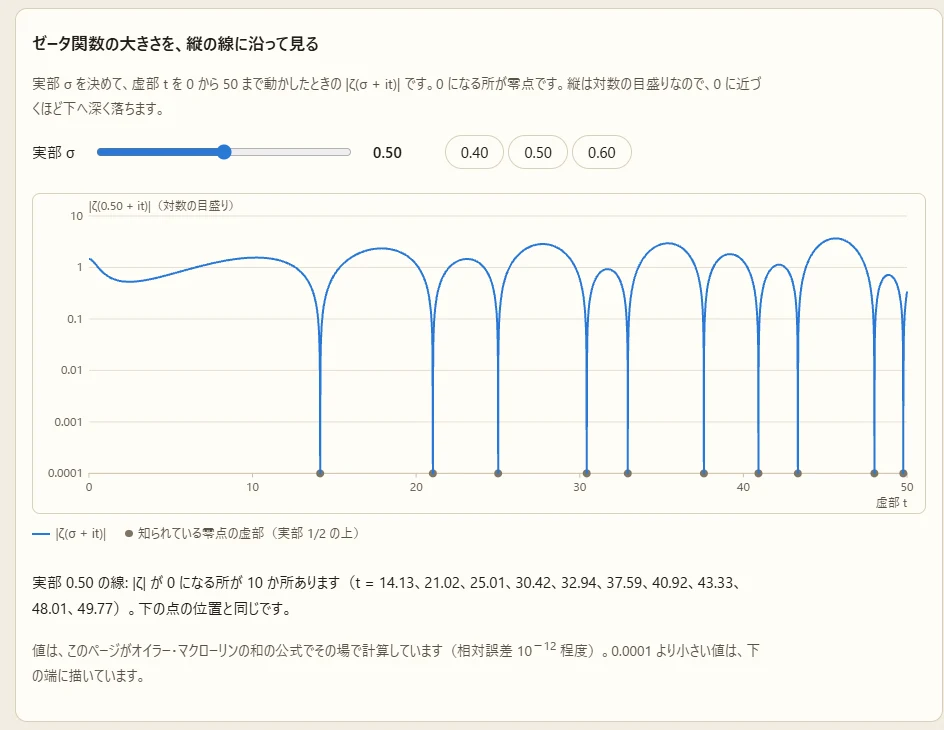 ゼータ関数の大きさを、縦の線に沿って見る
実部 σ を決めて、虚部 t を 0 から 50 まで動かしたときの |ζ(σ + it)| です。0 になる所が零点です。縦は対数の目盛りなので、0 に近づ
くほど下へ深く落ちます。
実部 σ 0.50 0.40 0.50 0.60
|ζ(0.50 + it)|（対数の目盛り）
10
1
0.1
0.01
0.001
0.0001
0 10 20 30 40 50
虚部 t
|ζ(σ + it)| 知られている零点の虚部（実部 1/2 の上）
実部 0.50 の線: |ζ| が 0 になる所が 10 か所あります（t = 14.13、21.02、25.01、30.42、32.94、37.59、40.92、43.33、
48.01、49.77）。下の点の位置と同じです。
値は、このページがオイラー・マクローリンの和の公式でその場で計算しています（相対誤差 10⁻¹² 程度）。0.0001 より小さい値は、下
の端に描いています。